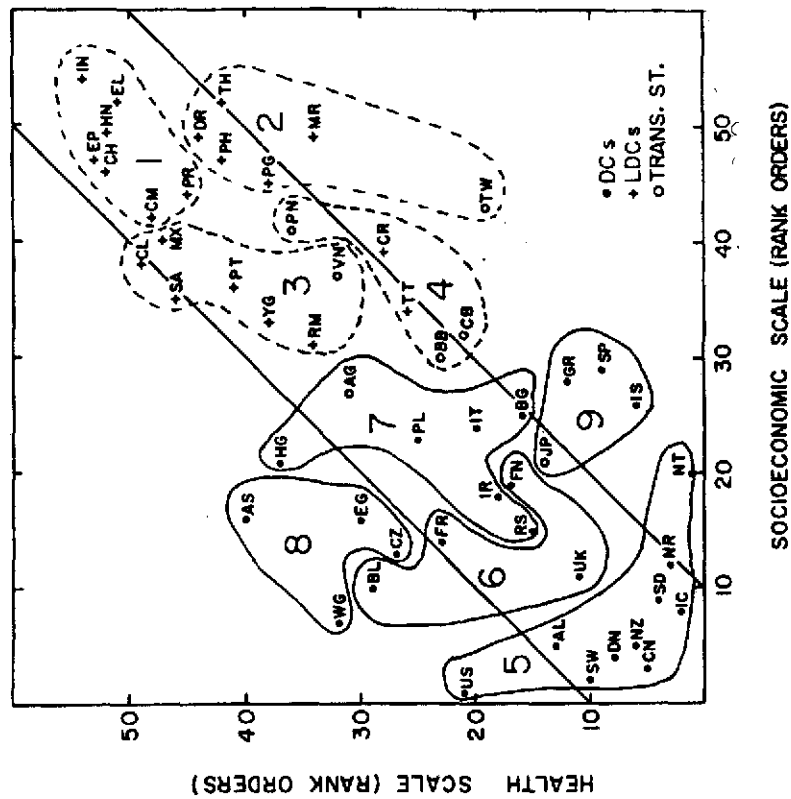 IN
EP
CH
HN
EL
1
CM
PR
DR
TH
PH
2
PG
MR
TW
CL
MX
SA
PT
3
YG
RM
VN
PN
CR
TT
4
BB
CB
HG
AG
7
PL
IT
BG
GR
SP
9
IS
JP
AS
8
EG
CZ
WG
BL
FR
IR
RS
FN
6
UK
US
5
AL
SW
DN
NZ
CN
SD
IC
NR
NT
• DCs
+ LDCs
o TRANS. ST.
10
20
30
40
50
SOCIOECONOMIC SCALE (RANK ORDERS)
10
20
30
40
50
HEALTH SCALE (RANK ORDERS)